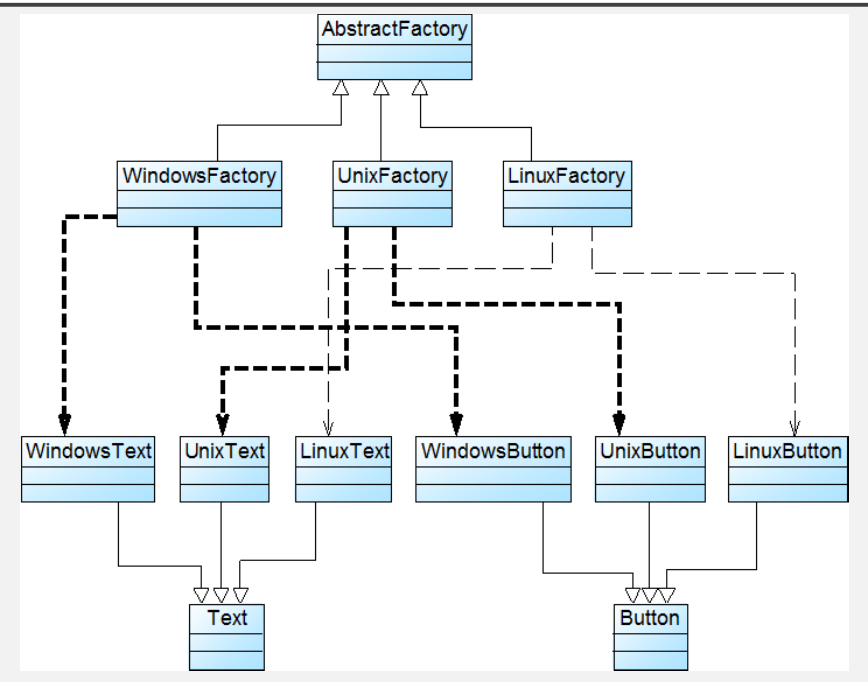 AbstractFactory
WindowsFactory
UnixFactory
LinuxFactory
WindowsText
UnixText
LinuxText
WindowsButton
UnixButton
LinuxButton
Text
Button